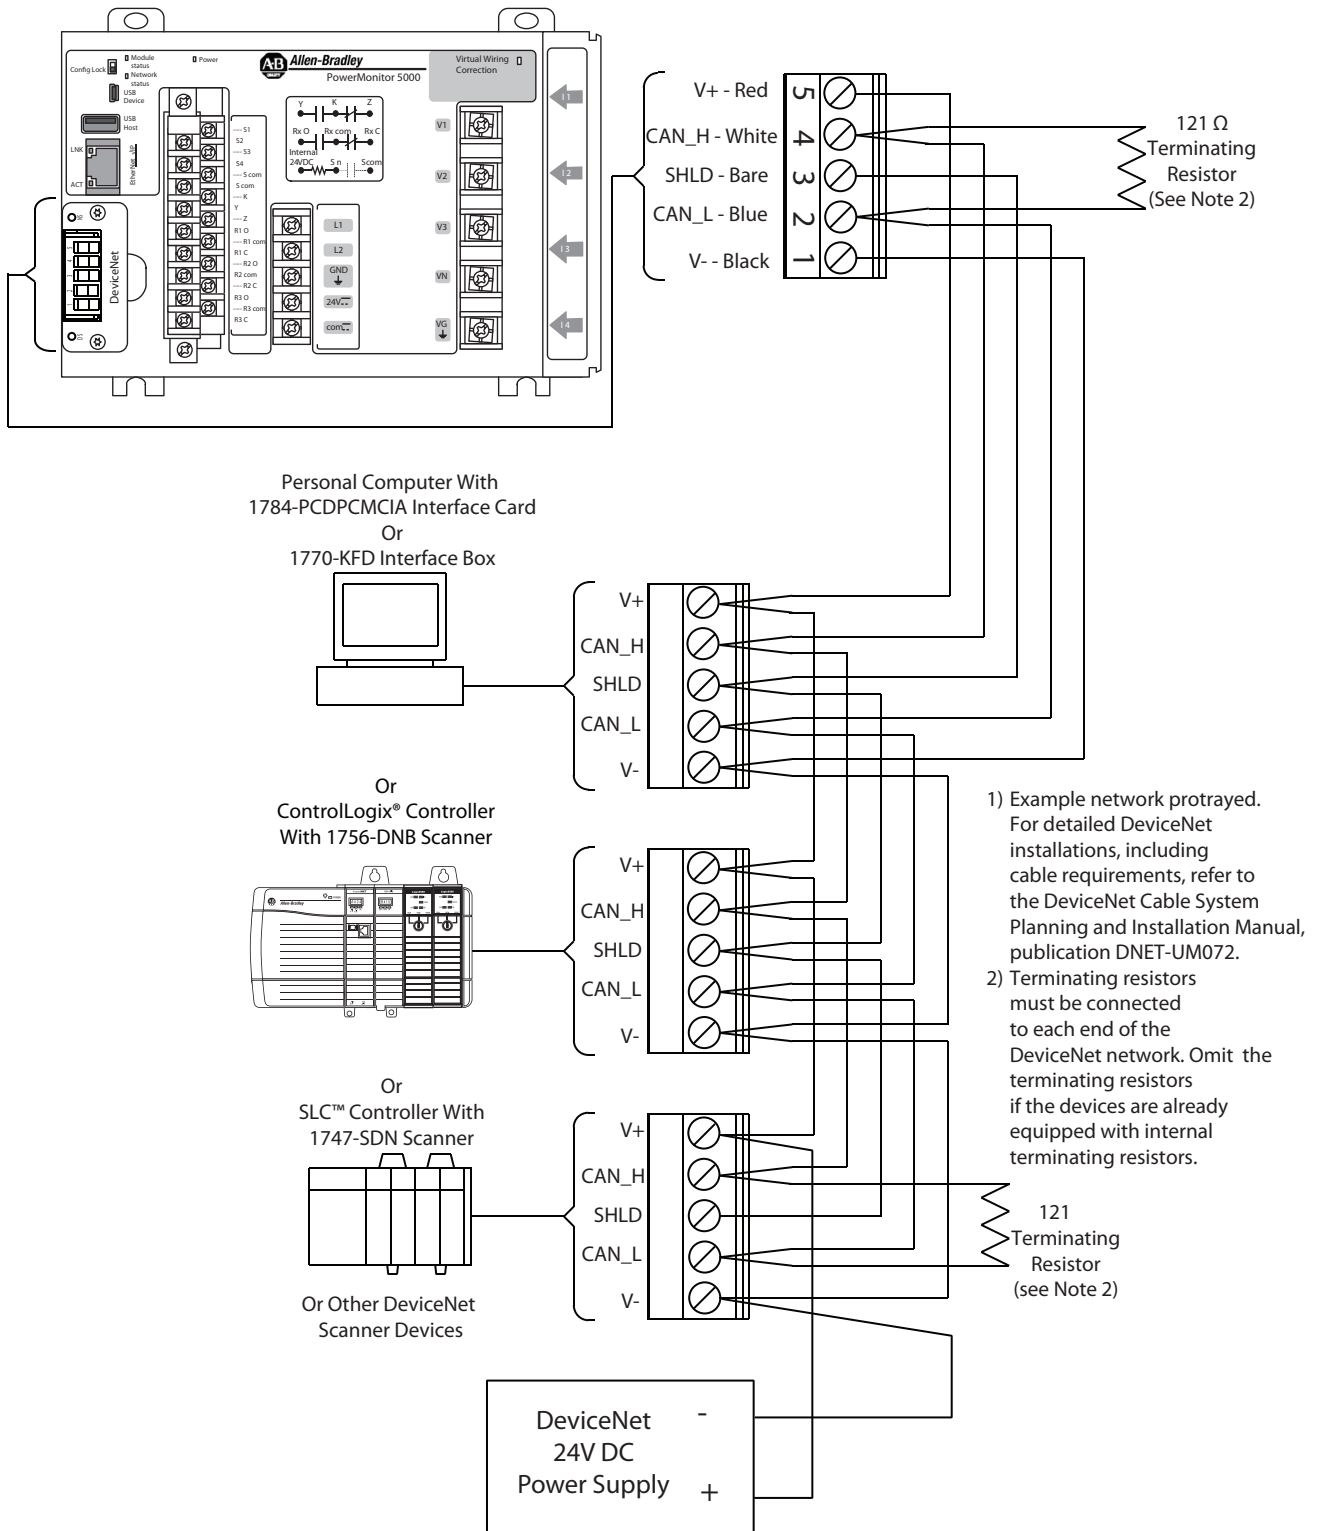 Config Lock
Module
status
Network
status
Power
USB
Device
USB
Host
LNK
ACT
EtherNet
DeviceNet
AB
QUALITY
Allen-Bradley
PowerMonitor 5000
Virtual Wiring
Correction
Y K Z
Rx O Rx com Rx C
Internal
24VDC S n Scom
S1
S2
S3
S4
S com
S com
K
Y
Z
R1 O
R1 com
R1 C
R2 O
R2 com
R2 C
R3 O
R3 com
R3 C
L1
L2
GND
24V
com
V1
V2
V3
VN
VG
I 1
I 2
I 3
I 4
V+ - Red
CAN_H - White
SHLD - Bare
CAN_L - Blue
V- - Black
5
4
3
2
1
121 Ω
Terminating
Resistor
(See Note 2)
Personal Computer With
1784-PCDPCMCIA Interface Card
Or
1770-KFD Interface Box
V+
CAN_H
SHLD
CAN_L
V-
Or
ControlLogix® Controller
With 1756-DNB Scanner
Allen-Bradley
V+
CAN_H
SHLD
CAN_L
V-
Or
SLC™ Controller With
1747-SDN Scanner
Or Other DeviceNet
Scanner Devices
V+
CAN_H
SHLD
CAN_L
V-
1) Example network protrayed.
For detailed DeviceNet
installations, including
cable requirements, refer to
the DeviceNet Cable System
Planning and Installation Manual,
publication DNET-UM072.
2) Terminating resistors
must be connected
to each end of the
DeviceNet network. Omit the
terminating resistors
if the devices are already
equipped with internal
terminating resistors.
121
Terminating
Resistor
(see Note 2)
DeviceNet
24V DC
Power Supply
-
+